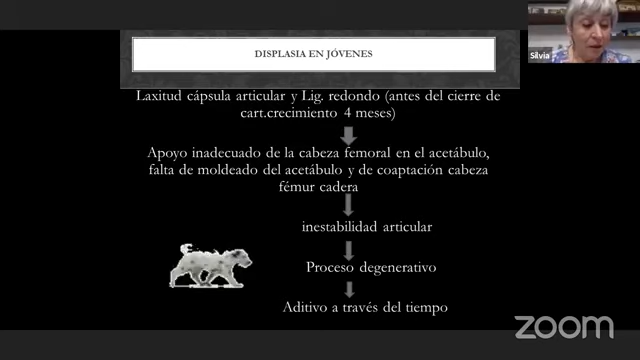 DISPLASIA EN JÓVENES
Silvia
Laxitud cápsula articular y Lig. redondo (antes del cierre de
cart.crecimiento 4 meses)
Apoyo inadecuado de la cabeza femoral en el acetábulo,
falta de moldeado del acetábulo y de coaptación cabeza
fémur cadera
inestabilidad articular
Proceso degenerativo
Aditivo a través del tiempo
zoom